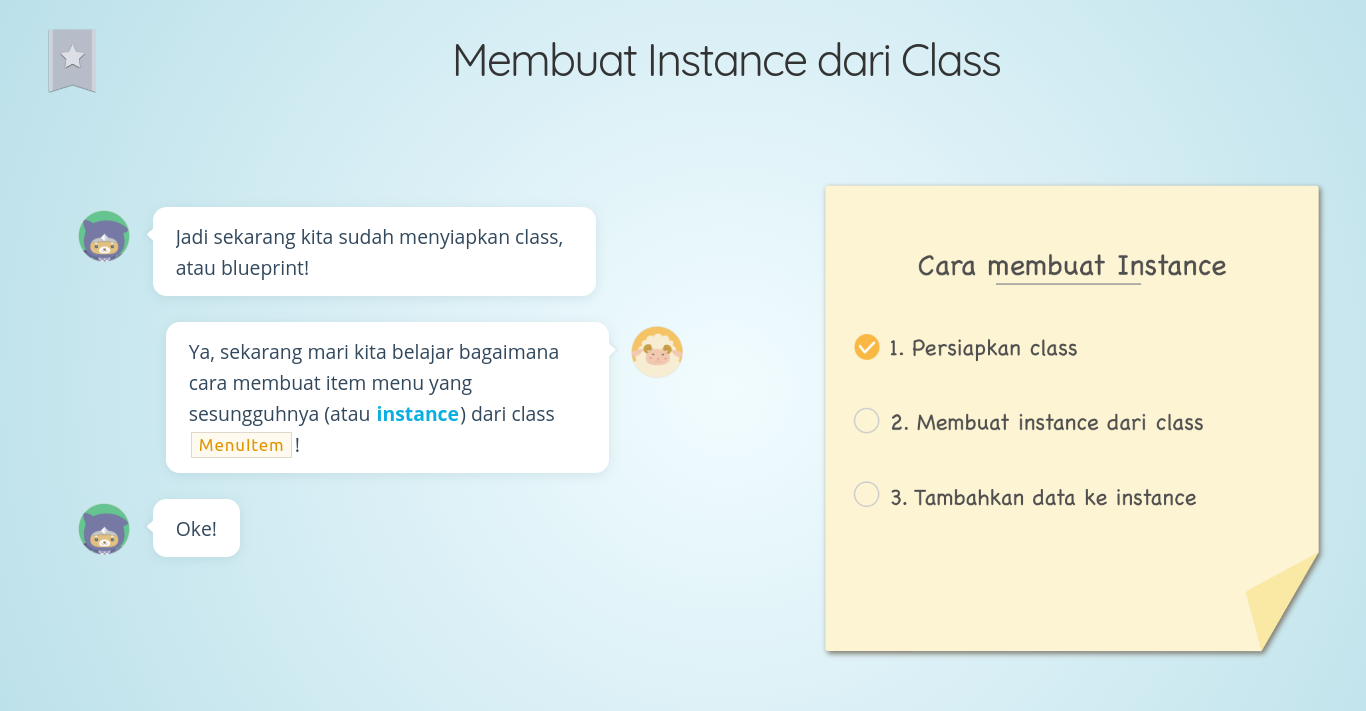 Membuat Instance dari Class
Jadi sekarang kita sudah menyiapkan class,
atau blueprint!
Ya, sekarang mari kita belajar bagaimana
cara membuat item menu yang
sesungguhnya (atau instance) dari class
MenuItem !
Oke!
Cara membuat Instance
1. Persiapkan class
2. Membuat instance dari class
3. Tambahkan data ke instance